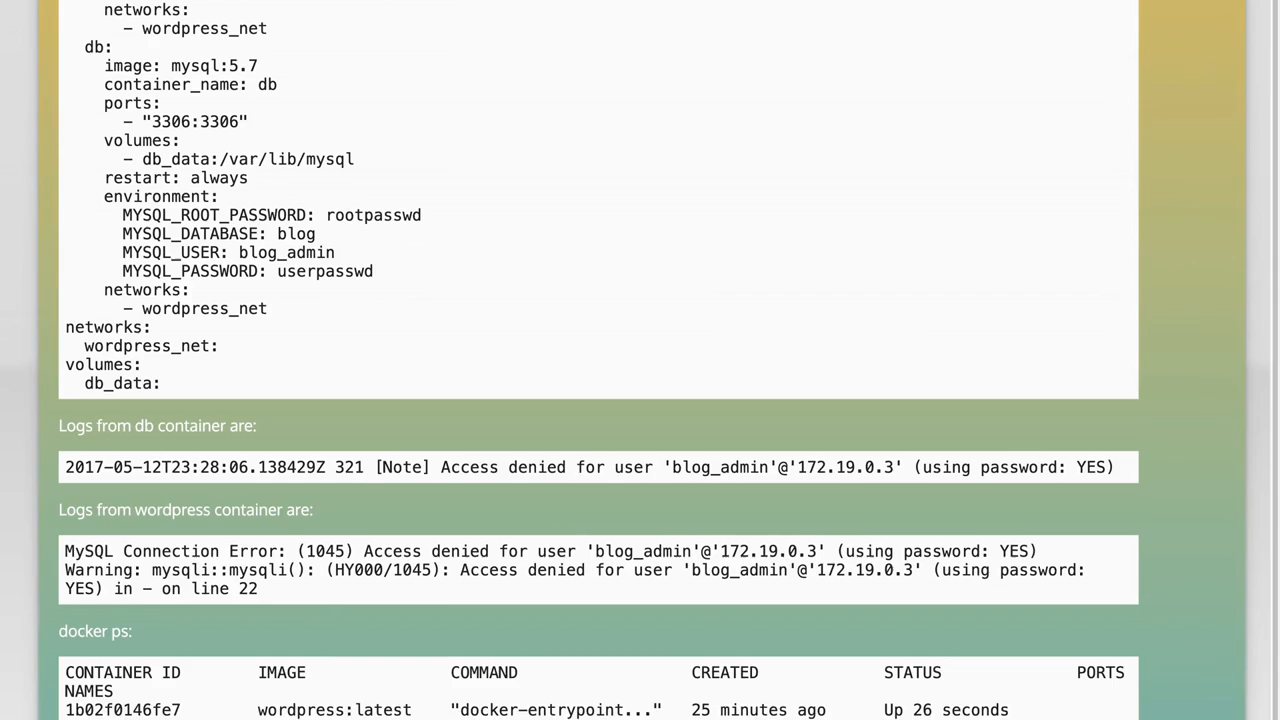 networks:
– wordpress_net
db:
image: mysql:5.7
container_name: db
ports:
– "3306:3306"
volumes:
– db_data:/var/lib/mysql
restart: always
environment:
MYSQL_ROOT_PASSWORD: rootpasswd
MYSQL_DATABASE: blog
MYSQL_USER: blog_admin
MYSQL_PASSWORD: userpasswd
networks:
– wordpress_net
networks:
wordpress_net:
volumes:
db_data:
Logs from db container are:
2017–05–12T23:28:06.138429Z 321 [Note] Access denied for user 'blog_admin'@'172.19.0.3' (using password: YES)
Logs from wordpress container are:
MySQL Connection Error: (1045) Access denied for user 'blog_admin'@'172.19.0.3' (using password: YES)
Warning: mysqli::mysqli(): (HY000/1045): Access denied for user 'blog_admin'@'172.19.0.3' (using password:
YES) in – on line 22
docker ps:
CONTAINER ID IMAGE COMMAND CREATED STATUS PORTS
NAMES
1b02f0146fe7 wordpress:latest "docker–entrypoint..." 25 minutes ago Up 26 seconds